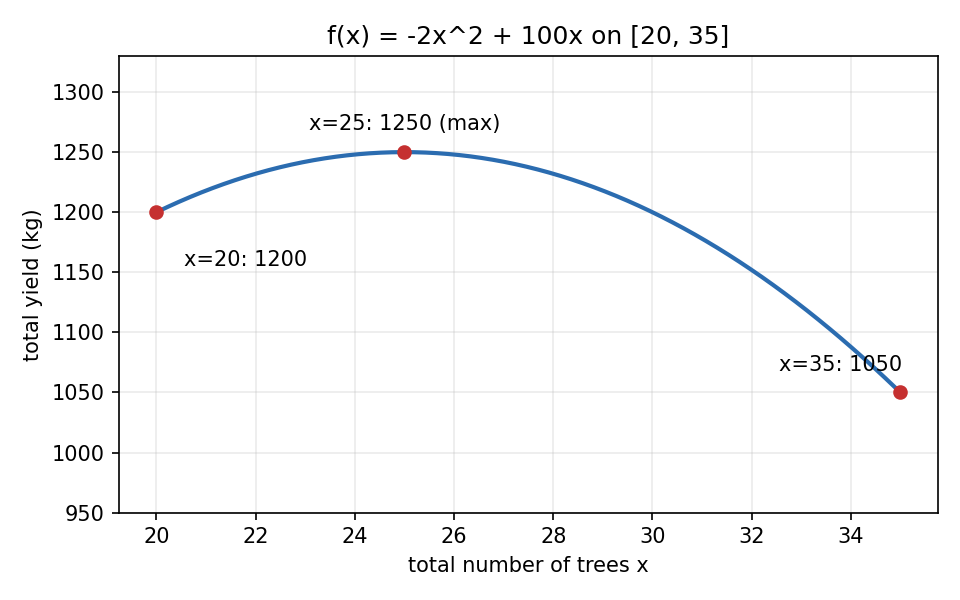 f(x) = -2x^2 + 100x on [20, 35]
total yield (kg)
1300
1250
1200
1150
1100
1050
1000
950
x=25: 1250 (max)
x=20: 1200
x=35: 1050
20 22 24 26 28 30 32 34
total number of trees x